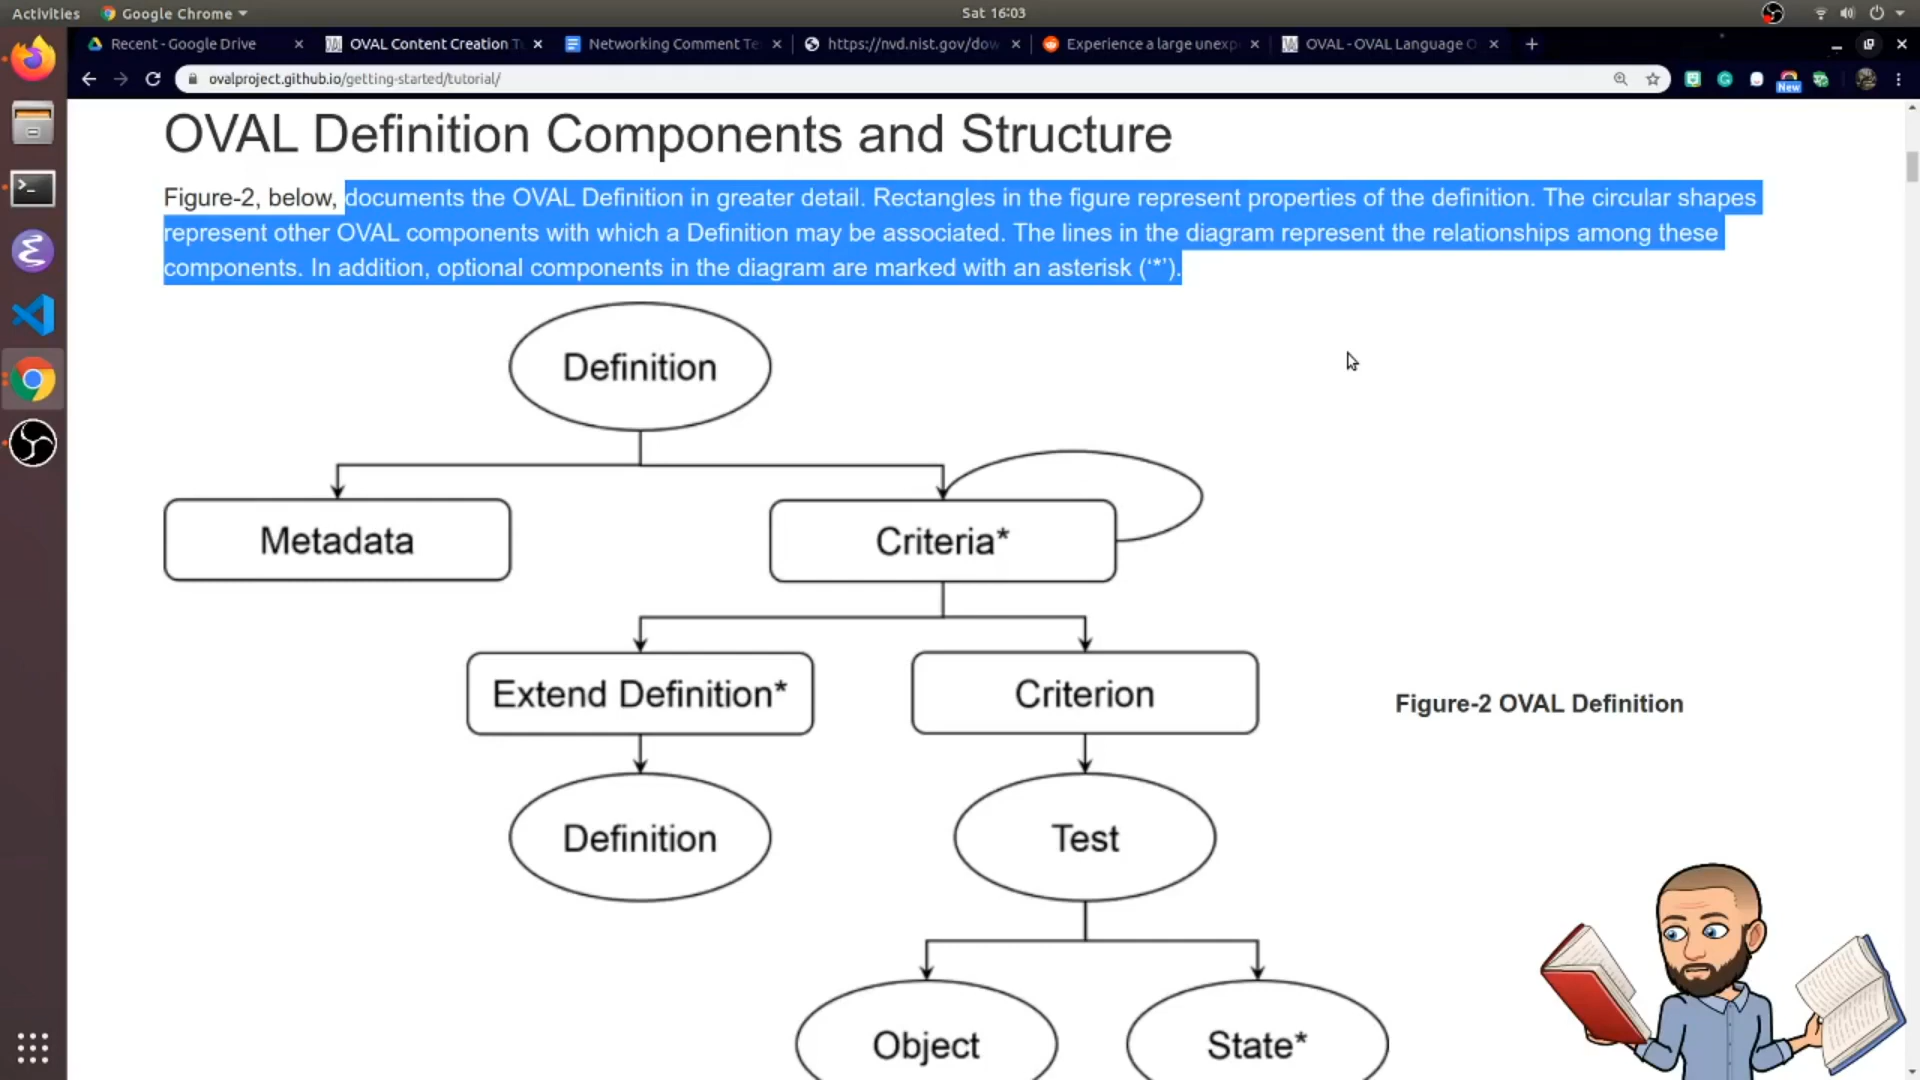 Activities
Google Chrome
Sat 16:03
Recent - Google Drive
OVAL Content Creation Tu
Networking Comment Te
https://nvd.nist.gov/dow
Experience a large unexp
OVAL - OVAL Language O
ovalproject.github.io/getting-started/tutorial/
New
OVAL Definition Components and Structure
Figure-2, below, documents the OVAL Definition in greater detail. Rectangles in the figure represent properties of the definition. The circular shapes
represent other OVAL components with which a Definition may be associated. The lines in the diagram represent the relationships among these
components. In addition, optional components in the diagram are marked with an asterisk (‘*’).
Definition
Metadata
Criteria*
Extend Definition*
Criterion
Figure-2 OVAL Definition
Definition
Test
Object
State*